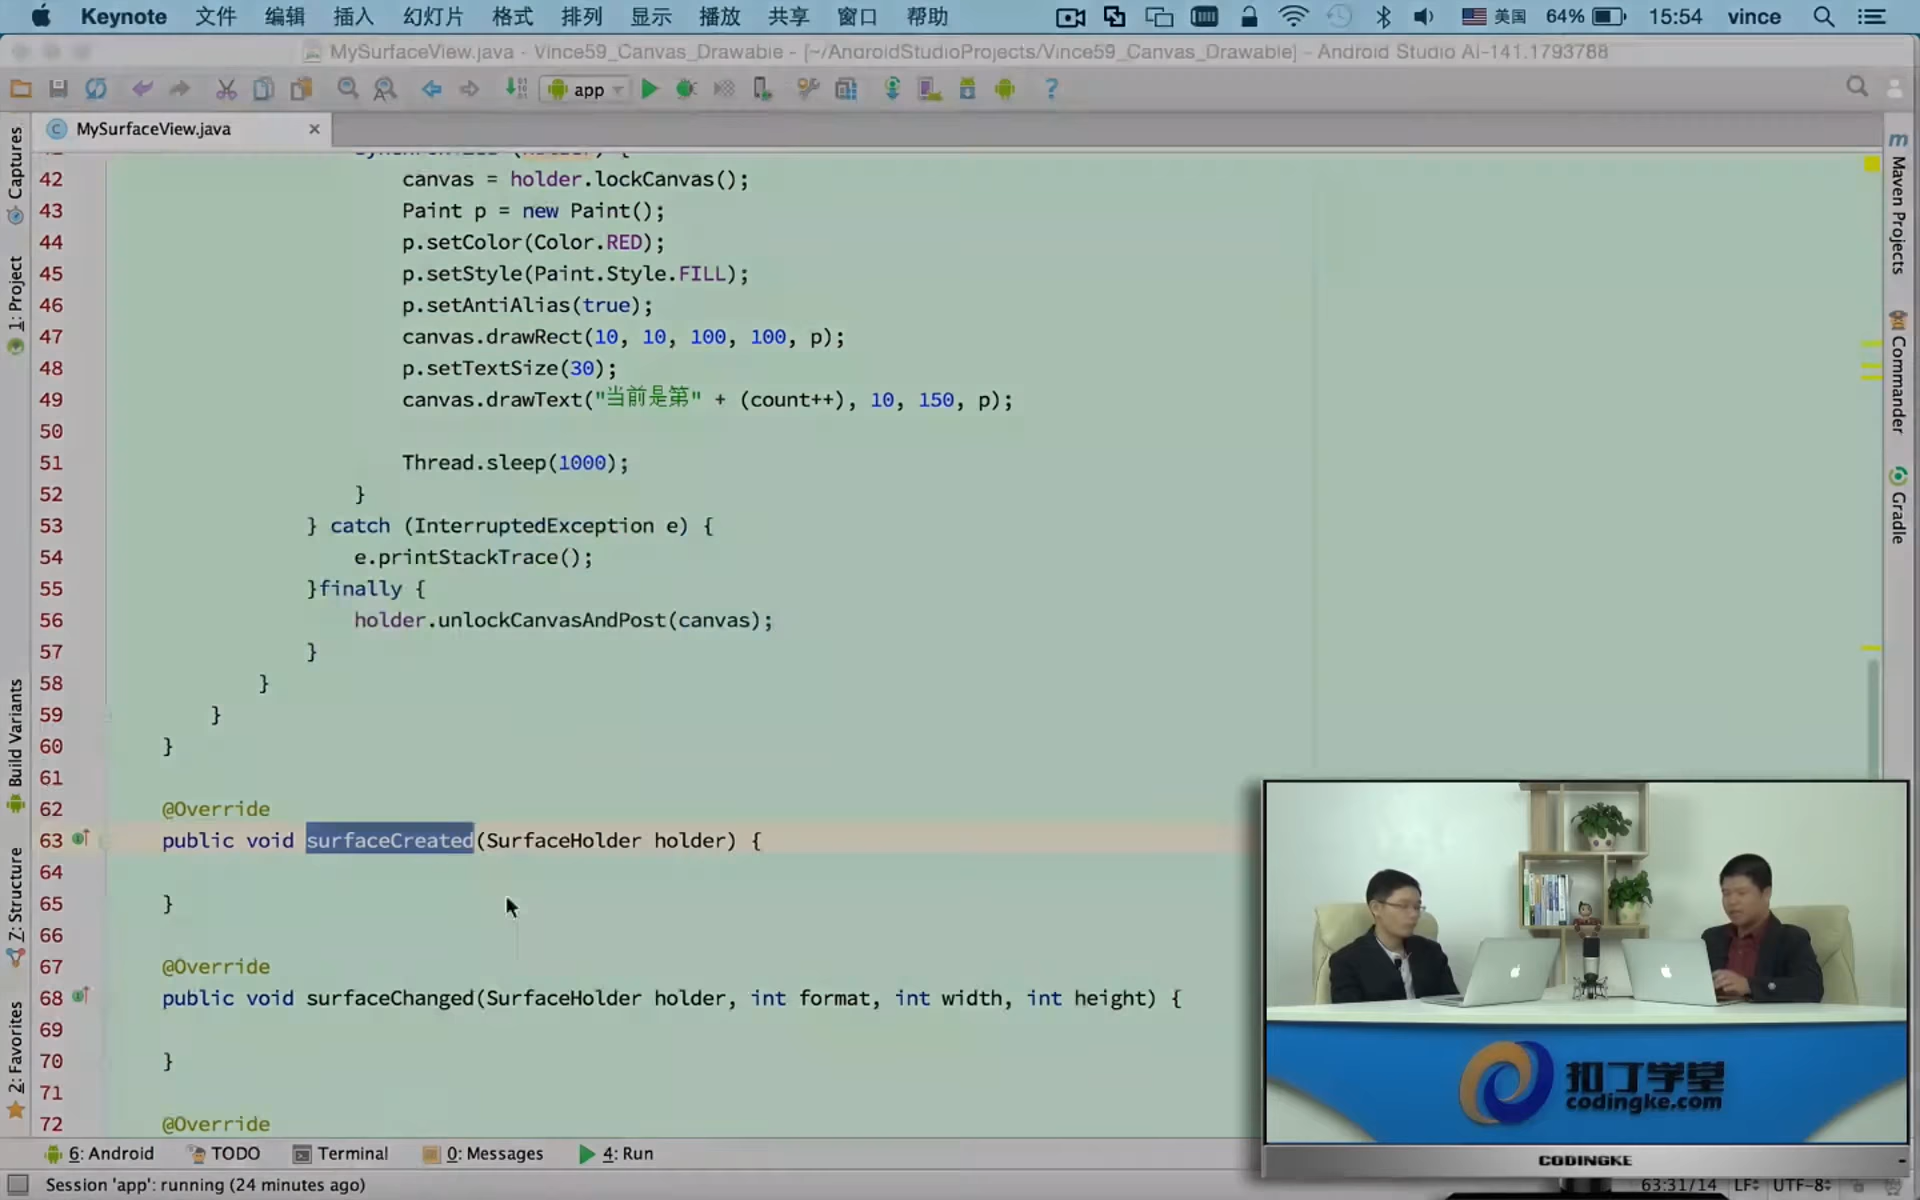 Keynote 文件 编辑 插入 幻灯片 格式 排列 显示 播放 共享 窗口 帮助 美国 64% 15:54 vince
MySurfaceView.java - Vince59_Canvas_Drawable - [~/AndroidStudioProjects/Vince59_Canvas_Drawable] - Android Studio AI-141.1793788
app
MySurfaceView.java
42 canvas = holder.lockCanvas();
43 Paint p = new Paint();
44 p.setColor(Color.RED);
45 p.setStyle(Paint.Style.FILL);
46 p.setAntiAlias(true);
47 canvas.drawRect(10, 10, 100, 100, p);
48 p.setTextSize(30);
49 canvas.drawText("当前是第" + (count++), 10, 150, p);
50
51 Thread.sleep(1000);
52 }
53 } catch (InterruptedException e) {
54 e.printStackTrace();
55 }finally {
56 holder.unlockCanvasAndPost(canvas);
57 }
58 }
59 }
60 }
61
62 @Override
63 public void surfaceCreated(SurfaceHolder holder) {
64
65 }
66
67 @Override
68 public void surfaceChanged(SurfaceHolder holder, int format, int width, int height) {
69
70 }
71
72 @Override
Captures
1: Project
Build Variants
Z: Structure
2: Favorites
m
Maven Projects
Commander
Gradle
扣丁学堂
codingke.com
CODINGKE
6: Android TODO Terminal 0: Messages 4: Run
Session 'app': running (24 minutes ago) 63:31/14 LF UTF-8